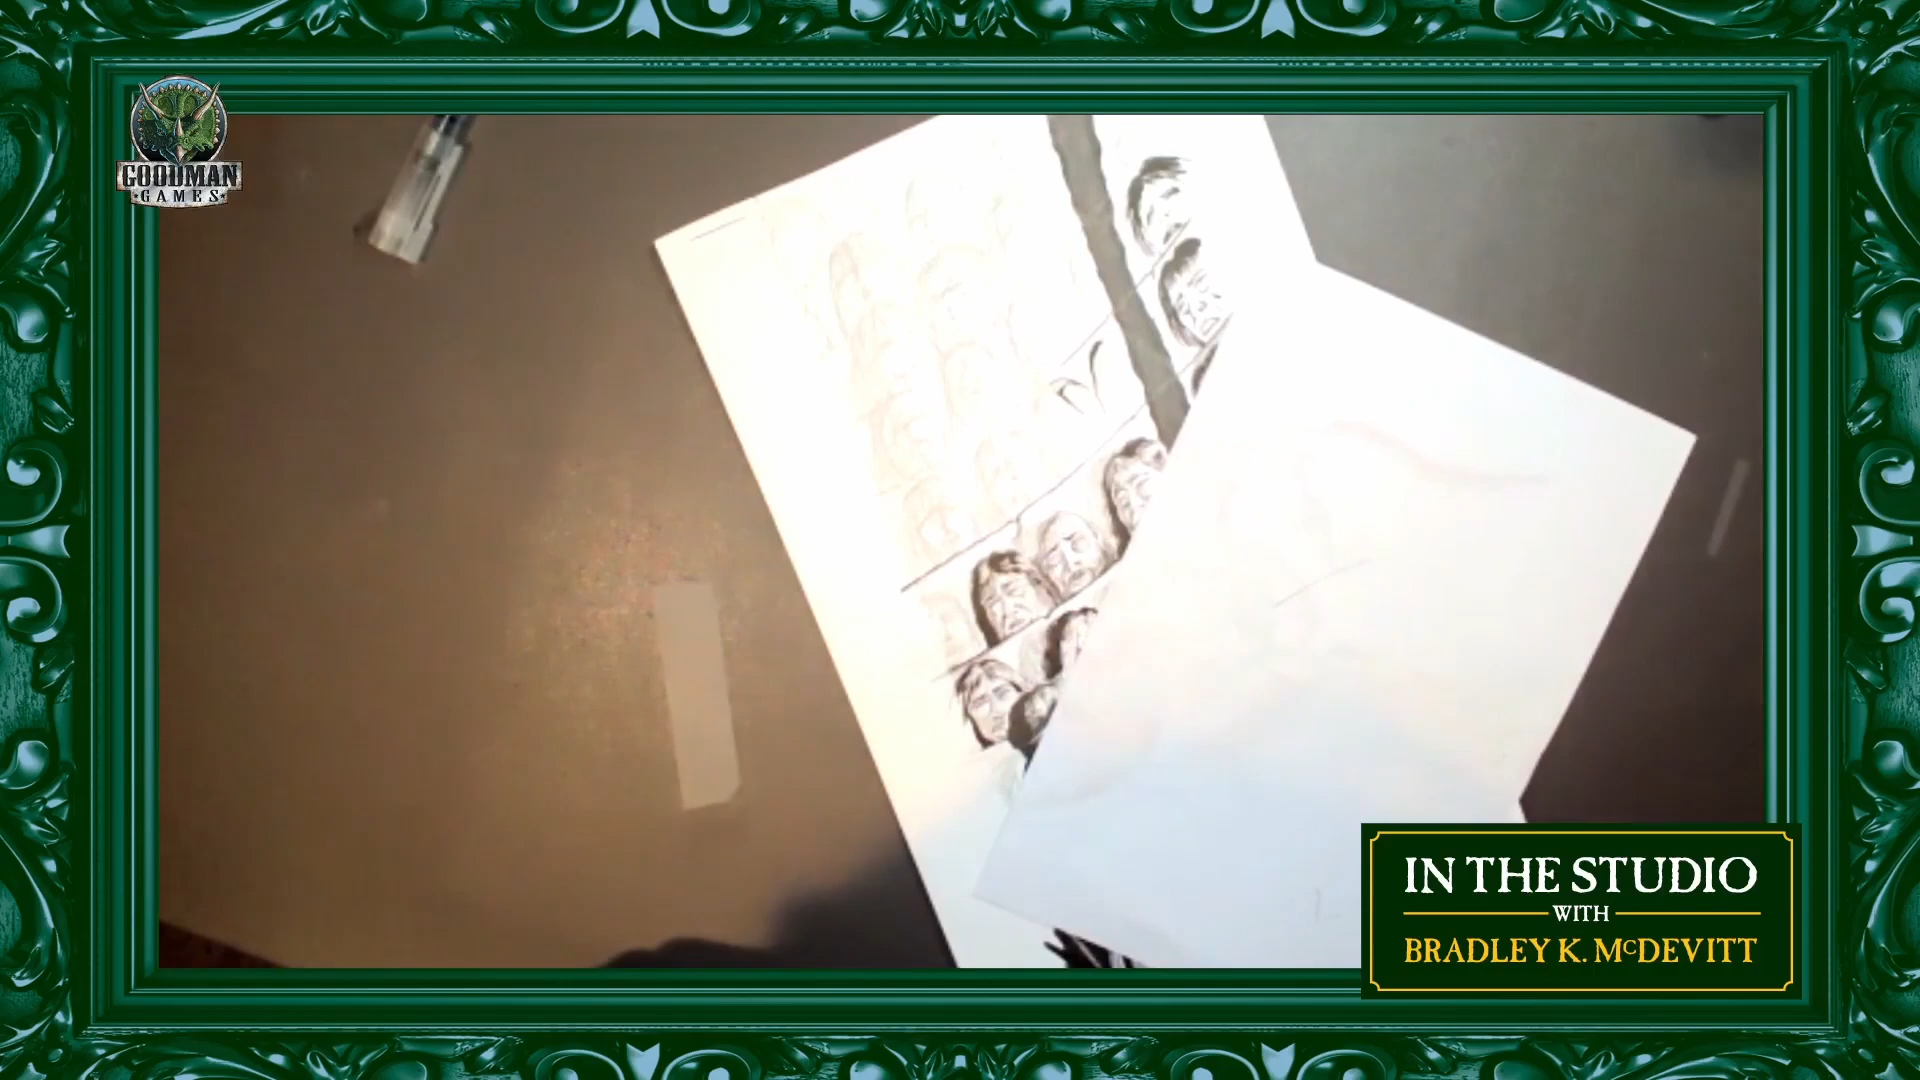 GOODMAN
GAMES
IN THE STUDIO
WITH
BRADLEY K. McDEVITT